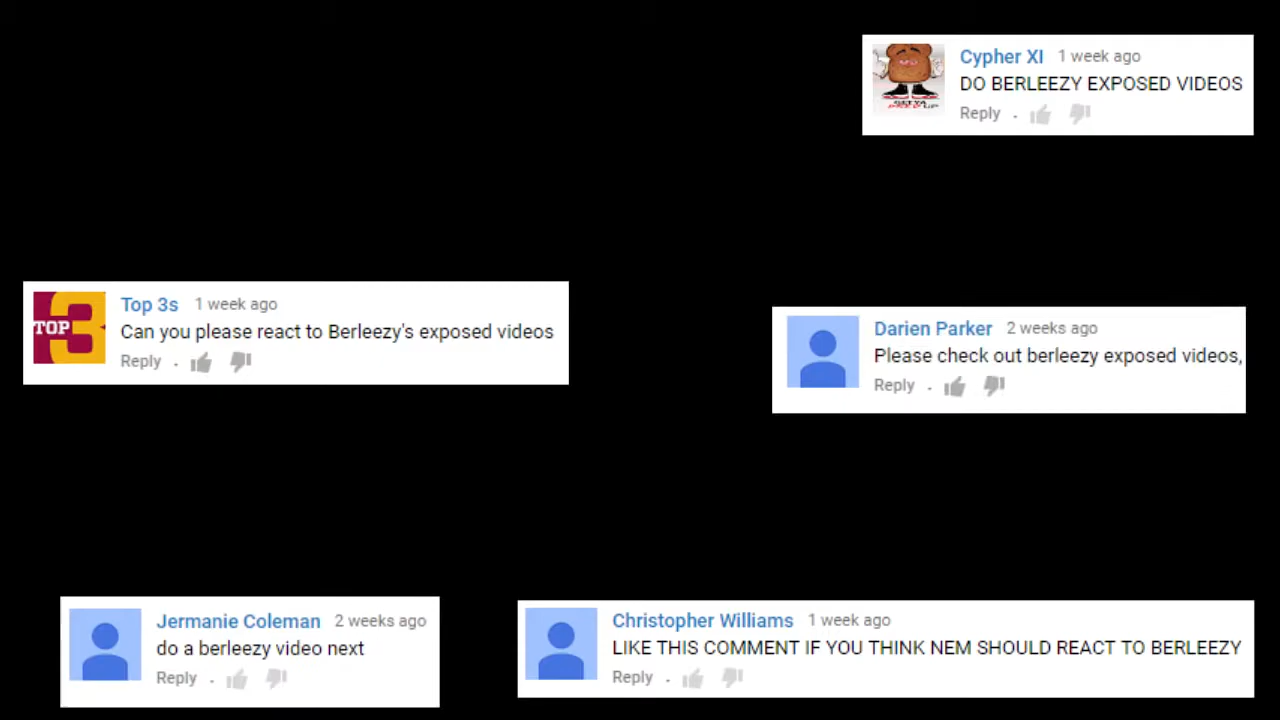 Cypher XI 1 week ago
DO BERLEEZY EXPOSED VIDEOS
Reply
TOP 3
Top 3s 1 week ago
Can you please react to Berleezy's exposed videos
Reply
Darien Parker 2 weeks ago
Please check out berleezy exposed videos,
Reply
Jermanie Coleman 2 weeks ago
do a berleezy video next
Reply
Christopher Williams 1 week ago
LIKE THIS COMMENT IF YOU THINK NEM SHOULD REACT TO BERLEEZY
Reply